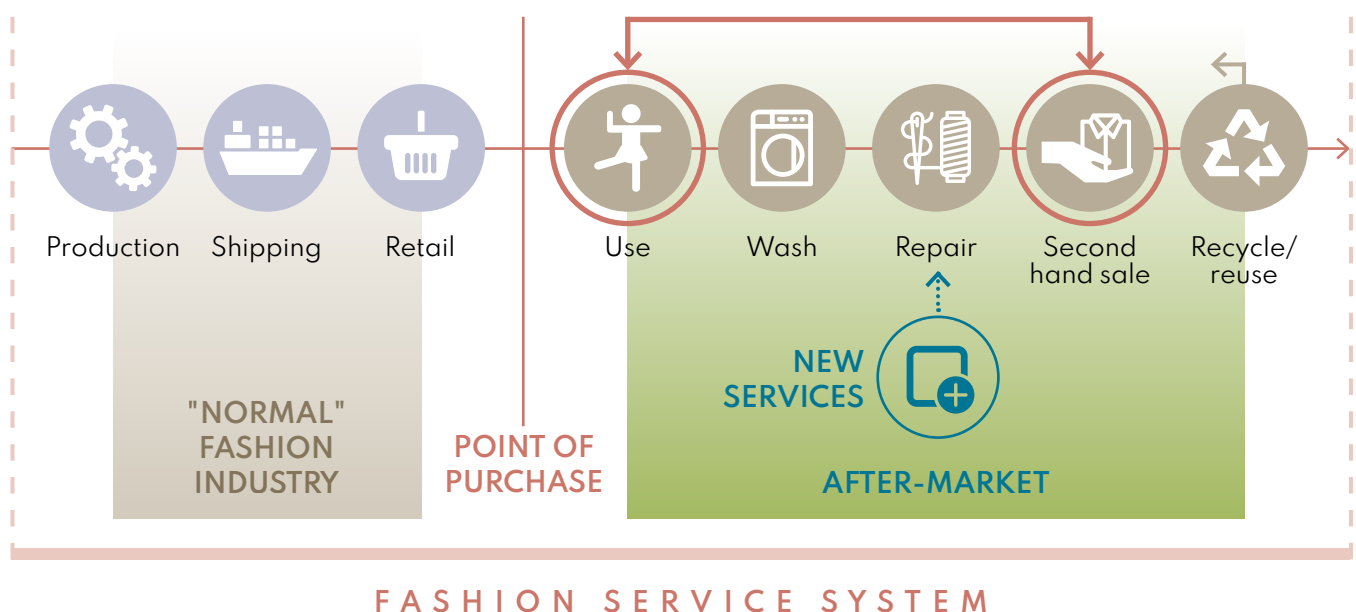 Production
Shipping
Retail
Use
Wash
Repair
Second
hand sale
Recycle/
reuse
"NORMAL"
FASHION
INDUSTRY
POINT OF
PURCHASE
NEW
SERVICES
AFTER-MARKET
FASHION SERVICE SYSTEM